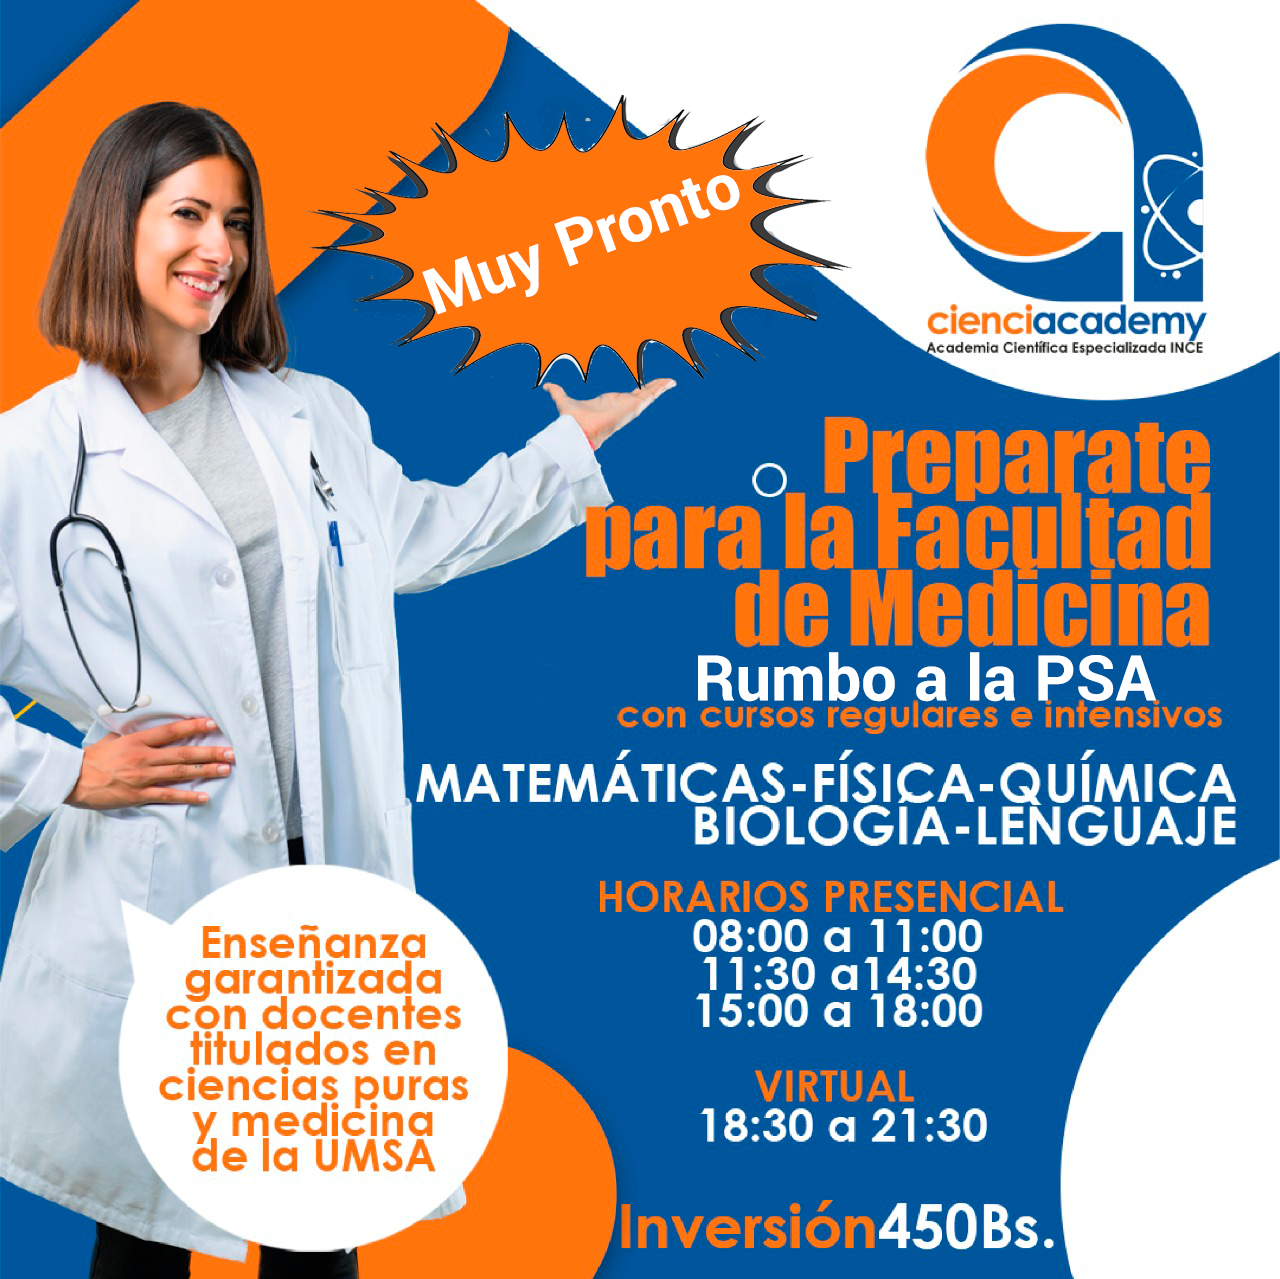 Muy Pronto
cienciacademy
Academia Científica Especializada INCE
Preparate
para la Facultad
de Medicina
Rumbo a la PSA
con cursos regulares e intensivos
MATEMÁTICAS-FÍSICA-QUÍMICA
BIOLOGÍA-LENGUAJE
HORARIOS PRESENCIAL
08:00 a 11:00
11:30 a14:30
15:00 a 18:00
VIRTUAL
18:30 a 21:30
Inversión450Bs.
Enseñanza
garantizada
con docentes
titulados en
ciencias puras
y medicina
de la UMSA